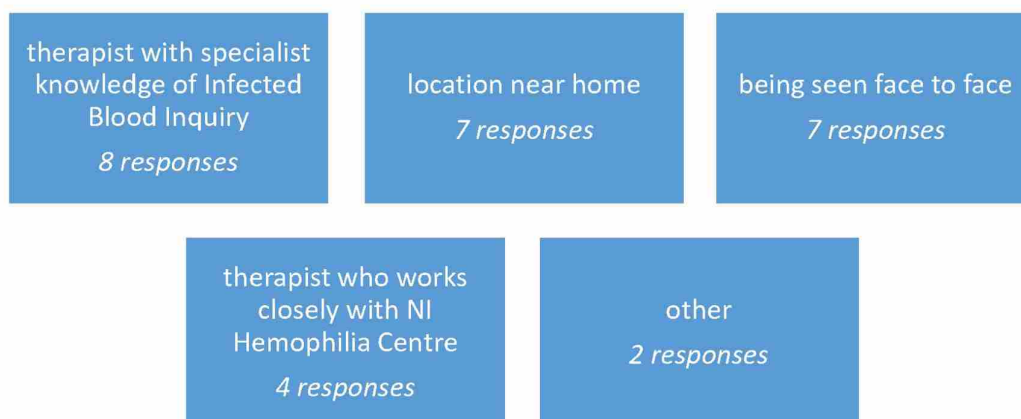 therapist with specialist
knowledge of Infected
Blood Inquiry
8 responses
location near home
7 responses
being seen face to face
7 responses
therapist who works
closely with NI
Hemophilia Centre
4 responses
other
2 responses